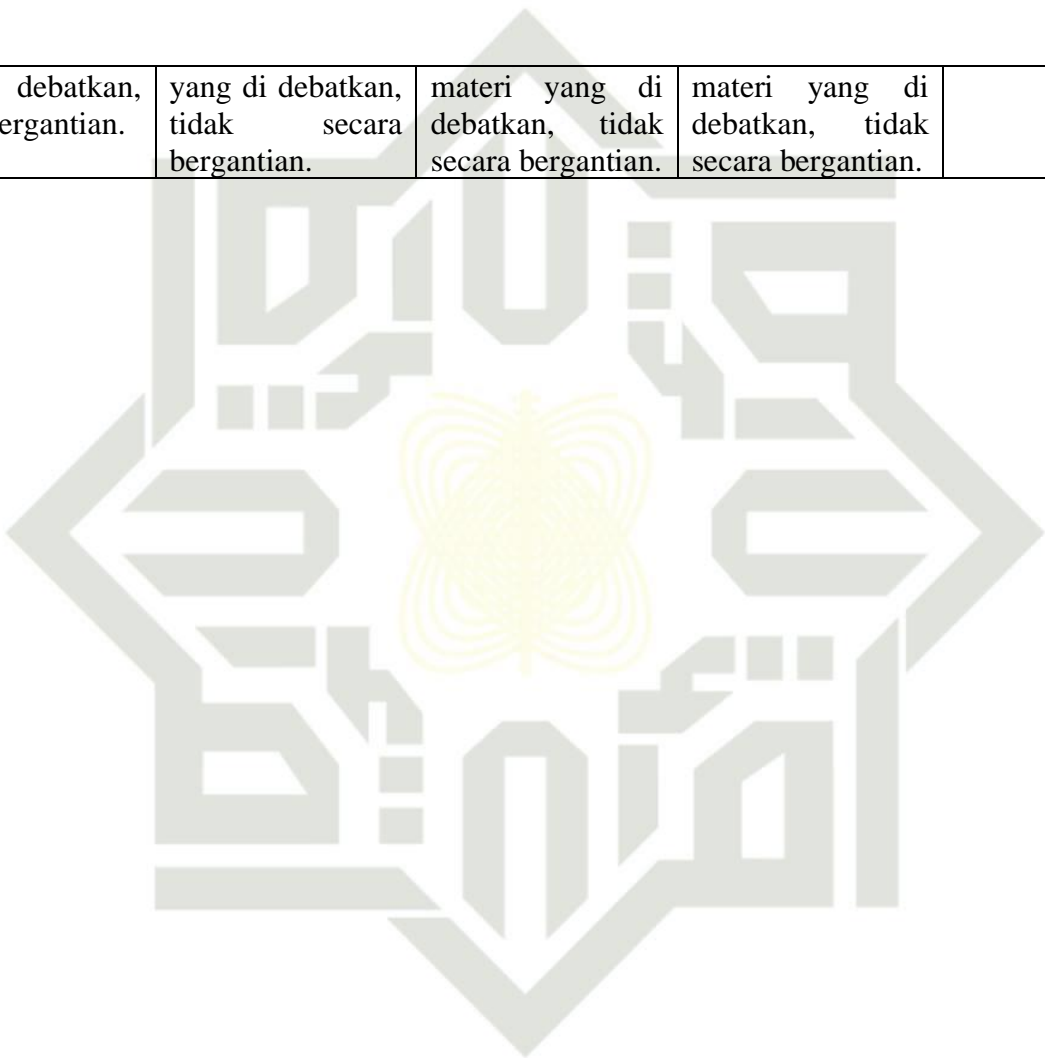 debatkan,
yang di debatkan,
tidak secara
bergantian.
materi yang di
debatkan, tidak
secara bergantian.
materi yang di
debatkan, tidak
secara bergantian.